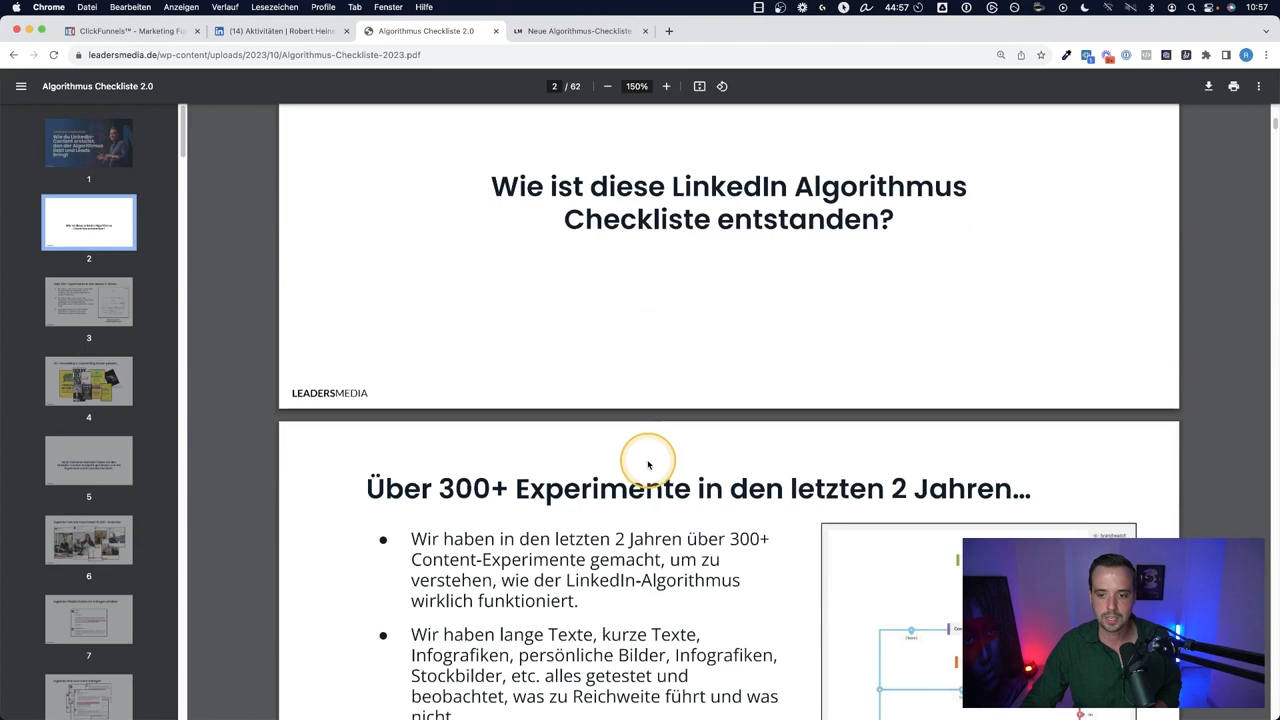 Chrome Datei Bearbeiten Anzeigen Verlauf Lesezeichen Profile Tab Fenster Hilfe 44:57 10:57
ClickFunnels™ - Marketing Fu
(14) Aktivitäten | Robert Hein
Algorithmus Checkliste 2.0
Neue Algorithmus-Checkliste
leadersmedia.de/wp-content/uploads/2023/10/Algorithmus-Checkliste-2023.pdf
Algorithmus Checkliste 2.0
2 / 62
150%
1
2
3
4
5
6
7
Wie ist diese LinkedIn Algorithmus
Checkliste entstanden?
LEADERSMEDIA
Über 300+ Experimente in den letzten 2 Jahren…
● Wir haben in den letzten 2 Jahren über 300+
Content-Experimente gemacht, um zu
verstehen, wie der LinkedIn-Algorithmus
wirklich funktioniert.
● Wir haben lange Texte, kurze Texte,
Infografiken, persönliche Bilder, Infografiken,
Stockbilder, etc. alles getestet und
beobachtet, was zu Reichweite führt und was
nicht